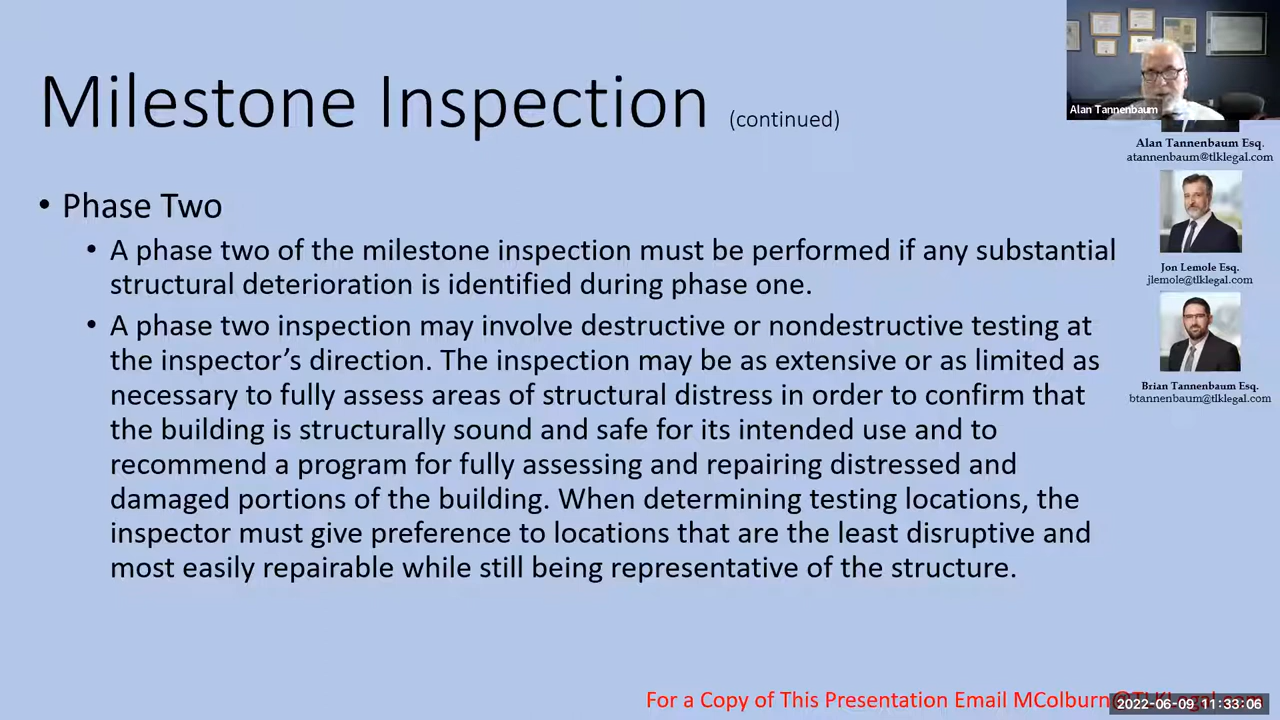 Milestone Inspection (continued)
• Phase Two
• A phase two of the milestone inspection must be performed if any substantial
structural deterioration is identified during phase one.
• A phase two inspection may involve destructive or nondestructive testing at
the inspector’s direction. The inspection may be as extensive or as limited as
necessary to fully assess areas of structural distress in order to confirm that
the building is structurally sound and safe for its intended use and to
recommend a program for fully assessing and repairing distressed and
damaged portions of the building. When determining testing locations, the
inspector must give preference to locations that are the least disruptive and
most easily repairable while still being representative of the structure.
Alan Tannenbaum
Alan Tannenbaum Esq.
atannenbaum@tlklegal.com
Jon Lemole Esq.
jlemole@tlklegal.com
Brian Tannenbaum Esq.
btannenbaum@tlklegal.com
For a Copy of This Presentation Email MColburn@TLKLegal.com
2022-06-09 11:33:06